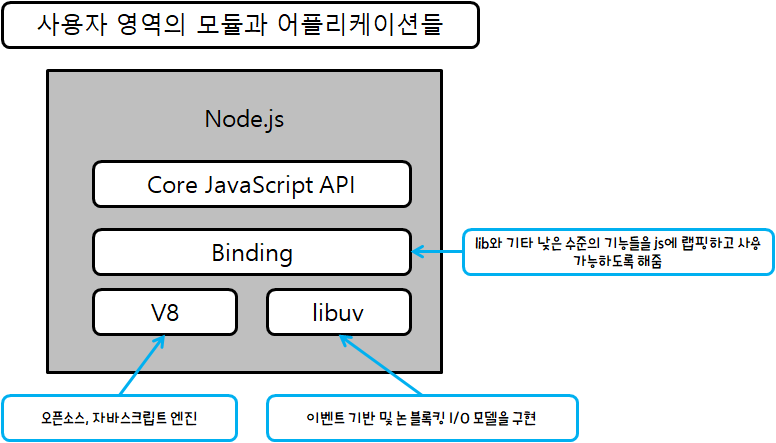 사용자 영역의 모듈과 어플리케이션들
Node.js
Core JavaScript API
Binding
lib와 기타 낮은 수준의 기능들을 js에 랩핑하고 사용
가능하도록 해줌
V8
libuv
오픈소스, 자바스크립트 엔진
이벤트 기반 및 논 블록킹 I/O 모델을 구현